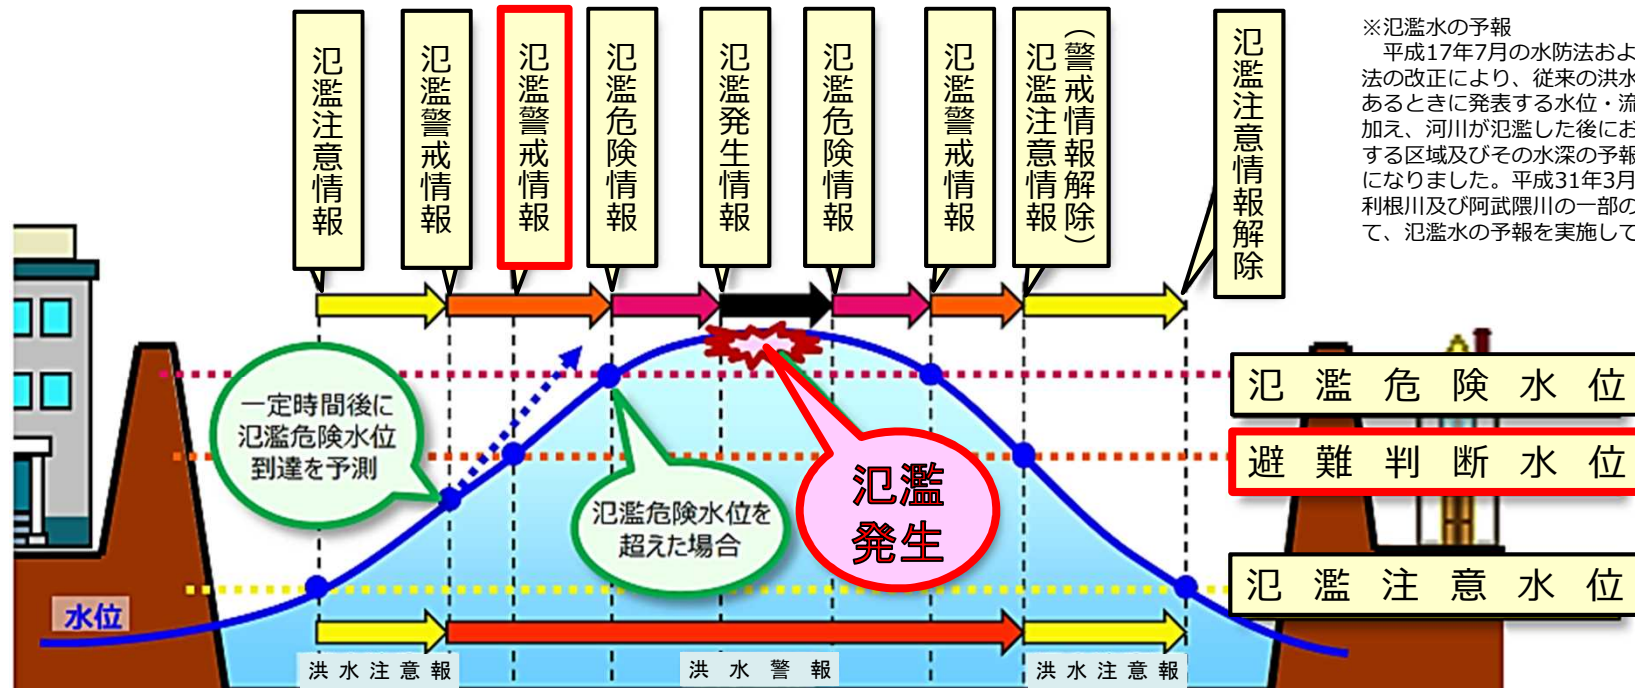 氾濫注意情報
氾濫警戒情報
氾濫警戒情報
氾濫危険情報
氾濫発生情報
氾濫危険情報
氾濫警戒情報
氾濫注意情報
（警戒情報解除）
氾濫注意情報解除
※氾濫水の予報
平成17年7月の水防法およ
法の改正により、従来の洪水
あるときに発表する水位・流
加え、河川が氾濫した後にお
する区域及びその水深の予報
になりました。平成31年3月
利根川及び阿武隈川の一部の
て、氾濫水の予報を実施して
一定時間後に
氾濫危険水位
到達を予測
氾濫危険水位を
超えた場合
氾濫
発生
氾濫危険水位
避難判断水位
氾濫注意水位
水位
洪水注意報
洪水警報
洪水注意報